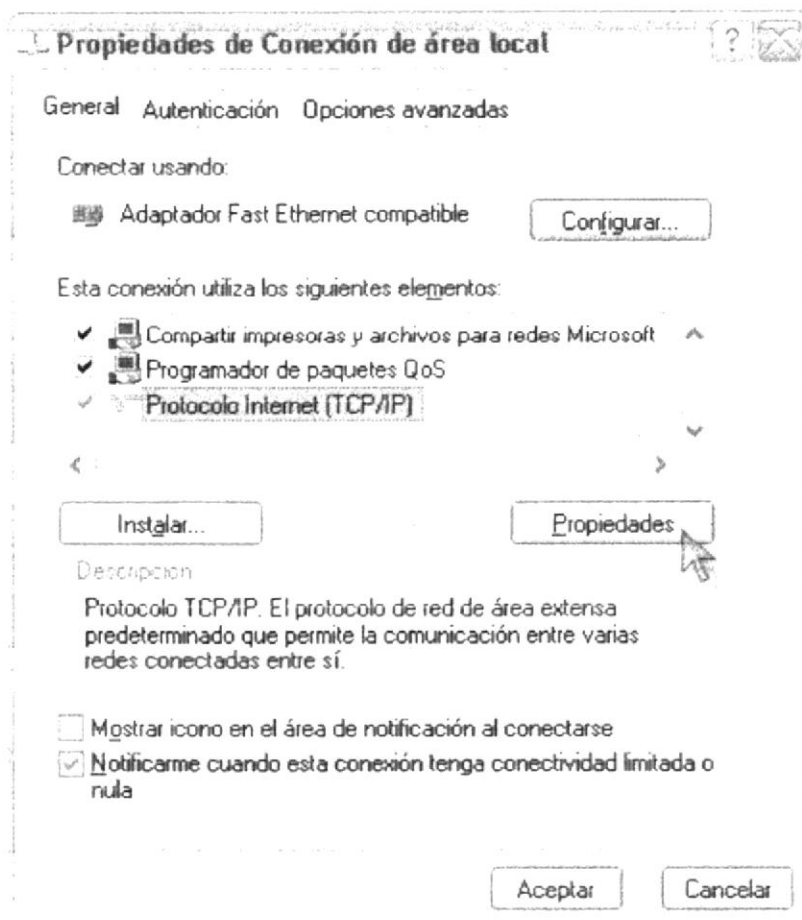 Propiedades de Conexión de área local
General Autenticación Opciones avanzadas
Conectar usando:
Adaptador Fast Ethernet compatible
Configurar...
Esta conexión utiliza los siguientes elementos:
Compartir impresoras y archivos para redes Microsoft
Programador de paquetes QoS
Protocolo Internet (TCP/IP)
Instalar...
Propiedades
Descripción
Protocolo TCP/IP. El protocolo de red de área extensa
predeterminado que permite la comunicación entre varias
redes conectadas entre sí.
Mostrar icono en el área de notificación al conectarse
Notificarme cuando esta conexión tenga conectividad limitada o
nula
Aceptar
Cancelar